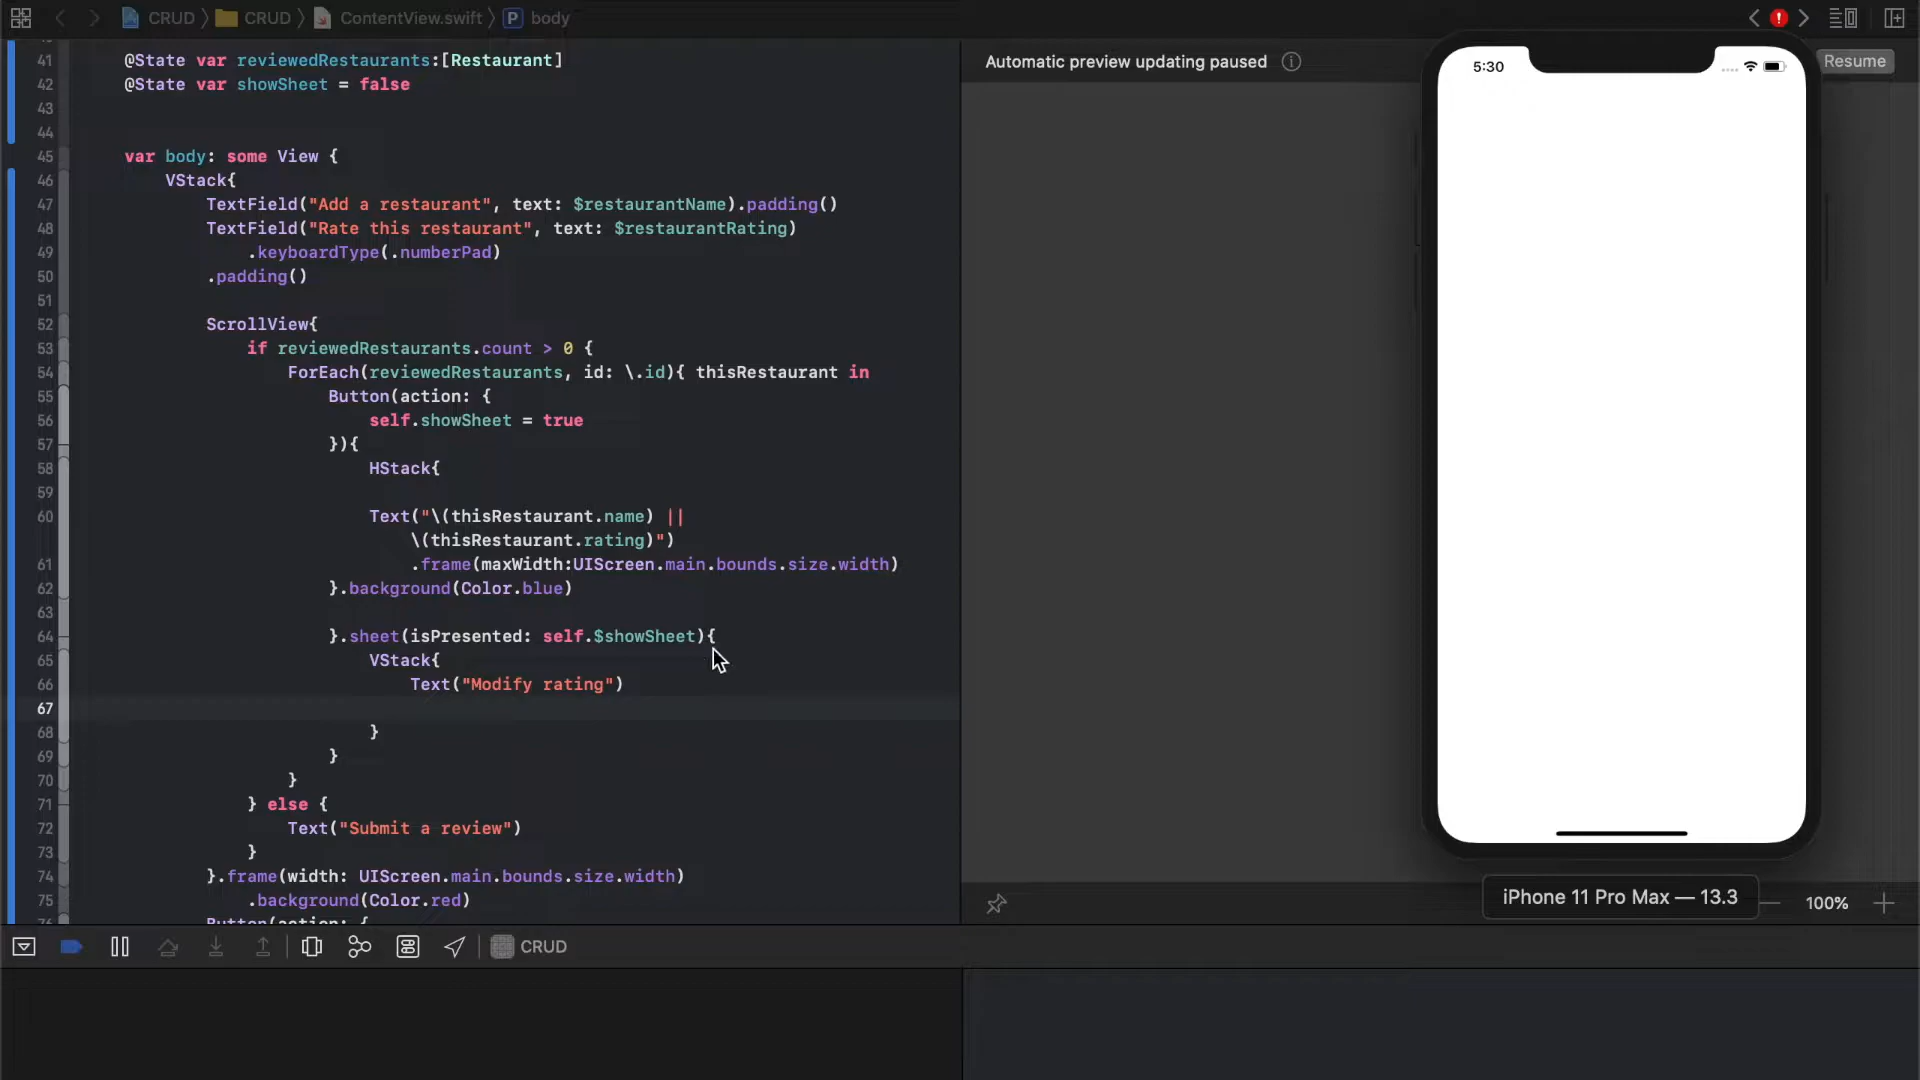 CRUD CRUD ContentView.swift P body
41 @State var reviewedRestaurants:[Restaurant]
42 @State var showSheet = false
43
44
45 var body: some View {
46 VStack{
47 TextField("Add a restaurant", text: $restaurantName).padding()
48 TextField("Rate this restaurant", text: $restaurantRating)
49 .keyboardType(.numberPad)
50 .padding()
51
52 ScrollView{
53 if reviewedRestaurants.count > 0 {
54 ForEach(reviewedRestaurants, id: \.id){ thisRestaurant in
55 Button(action: {
56 self.showSheet = true
57 }){
58 HStack{
59
60 Text("\(thisRestaurant.name) ||
\(thisRestaurant.rating)")
61 .frame(maxWidth:UIScreen.main.bounds.size.width)
62 }.background(Color.blue)
63
64 }.sheet(isPresented: self.$showSheet){
65 VStack{
66 Text("Modify rating")
67
68 }
69 }
70 }
71 } else {
72 Text("Submit a review")
73 }
74 }.frame(width: UIScreen.main.bounds.size.width)
75 .background(Color.red)
76 Button(action: {
CRUD
Automatic preview updating paused
Resume
5:30
iPhone 11 Pro Max — 13.3
100%